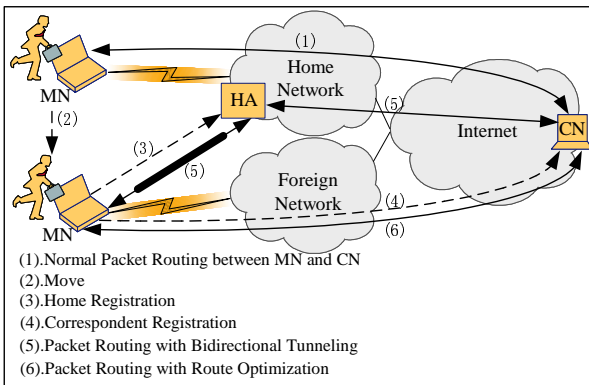 (1)
Home
Network
MN
HA
(2)
(5)
Internet
CN
(3)
(5)
Foreign
Network
(4)
MN
(6)
(1).Normal Packet Routing between MN and CN
(2).Move
(3).Home Registration
(4).Correspondent Registration
(5).Packet Routing with Bidirectional Tunneling
(6).Packet Routing with Route Optimization